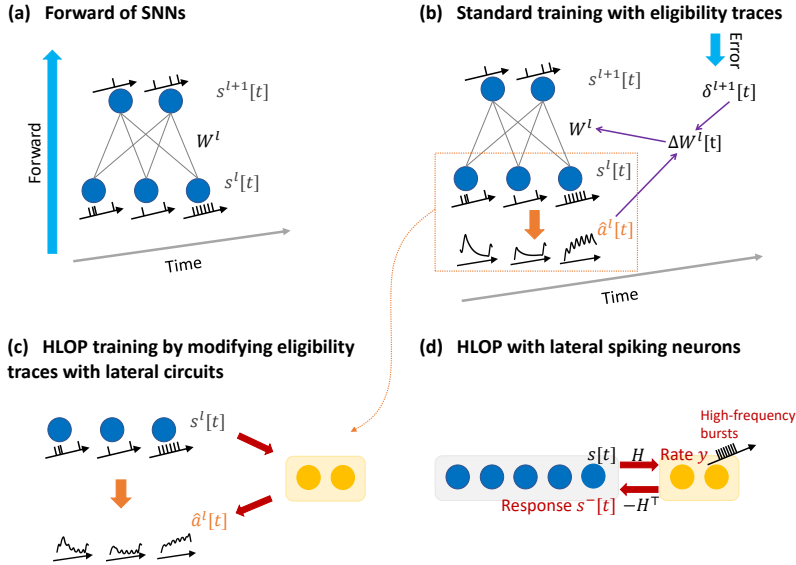 (a) Forward of SNNs
s^{l+1}[t]
W^l
s^l[t]
Forward
Time
(b) Standard training with eligibility traces
Error
s^{l+1}[t]
δ^{l+1}[t]
W^l
ΔW^l[t]
s^l[t]
â^l[t]
Time
(c) HLOP training by modifying eligibility
traces with lateral circuits
s^l[t]
â^l[t]
(d) HLOP with lateral spiking neurons
High-frequency
bursts
s[t] H Rate y
Response s^−[t] −H^⊤